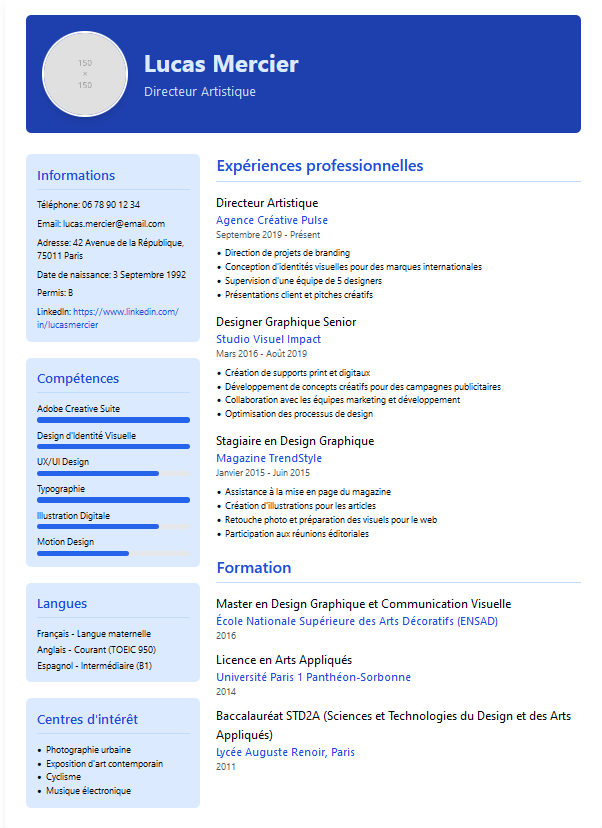 150
×
150
Lucas Mercier
Directeur Artistique
Informations
Téléphone: 06 78 90 12 34
Email: lucas.mercier@email.com
Adresse: 42 Avenue de la République,
75011 Paris
Date de naissance: 3 Septembre 1992
Permis: B
LinkedIn: https://www.linkedin.com/
in/lucasmercier
Compétences
Adobe Creative Suite
Design d'Identité Visuelle
UX/UI Design
Typographie
Illustration Digitale
Motion Design
Langues
Français - Langue maternelle
Anglais - Courant (TOEIC 950)
Espagnol - Intermédiaire (B1)
Centres d'intérêt
• Photographie urbaine
• Exposition d'art contemporain
• Cyclisme
• Musique électronique
Expériences professionnelles
Directeur Artistique
Agence Créative Pulse
Septembre 2019 - Présent
• Direction de projets de branding
• Conception d'identités visuelles pour des marques internationales
• Supervision d'une équipe de 5 designers
• Présentations client et pitches créatifs
Designer Graphique Senior
Studio Visuel Impact
Mars 2016 - Août 2019
• Création de supports print et digitaux
• Développement de concepts créatifs pour des campagnes publicitaires
• Collaboration avec les équipes marketing et développement
• Optimisation des processus de design
Stagiaire en Design Graphique
Magazine TrendStyle
Janvier 2015 - Juin 2015
• Assistance à la mise en page du magazine
• Création d'illustrations pour les articles
• Retouche photo et préparation des visuels pour le web
• Participation aux réunions éditoriales
Formation
Master en Design Graphique et Communication Visuelle
École Nationale Supérieure des Arts Décoratifs (ENSAD)
2016
Licence en Arts Appliqués
Université Paris 1 Panthéon-Sorbonne
2014
Baccalauréat STD2A (Sciences et Technologies du Design et des Arts
Appliqués)
Lycée Auguste Renoir, Paris
2011